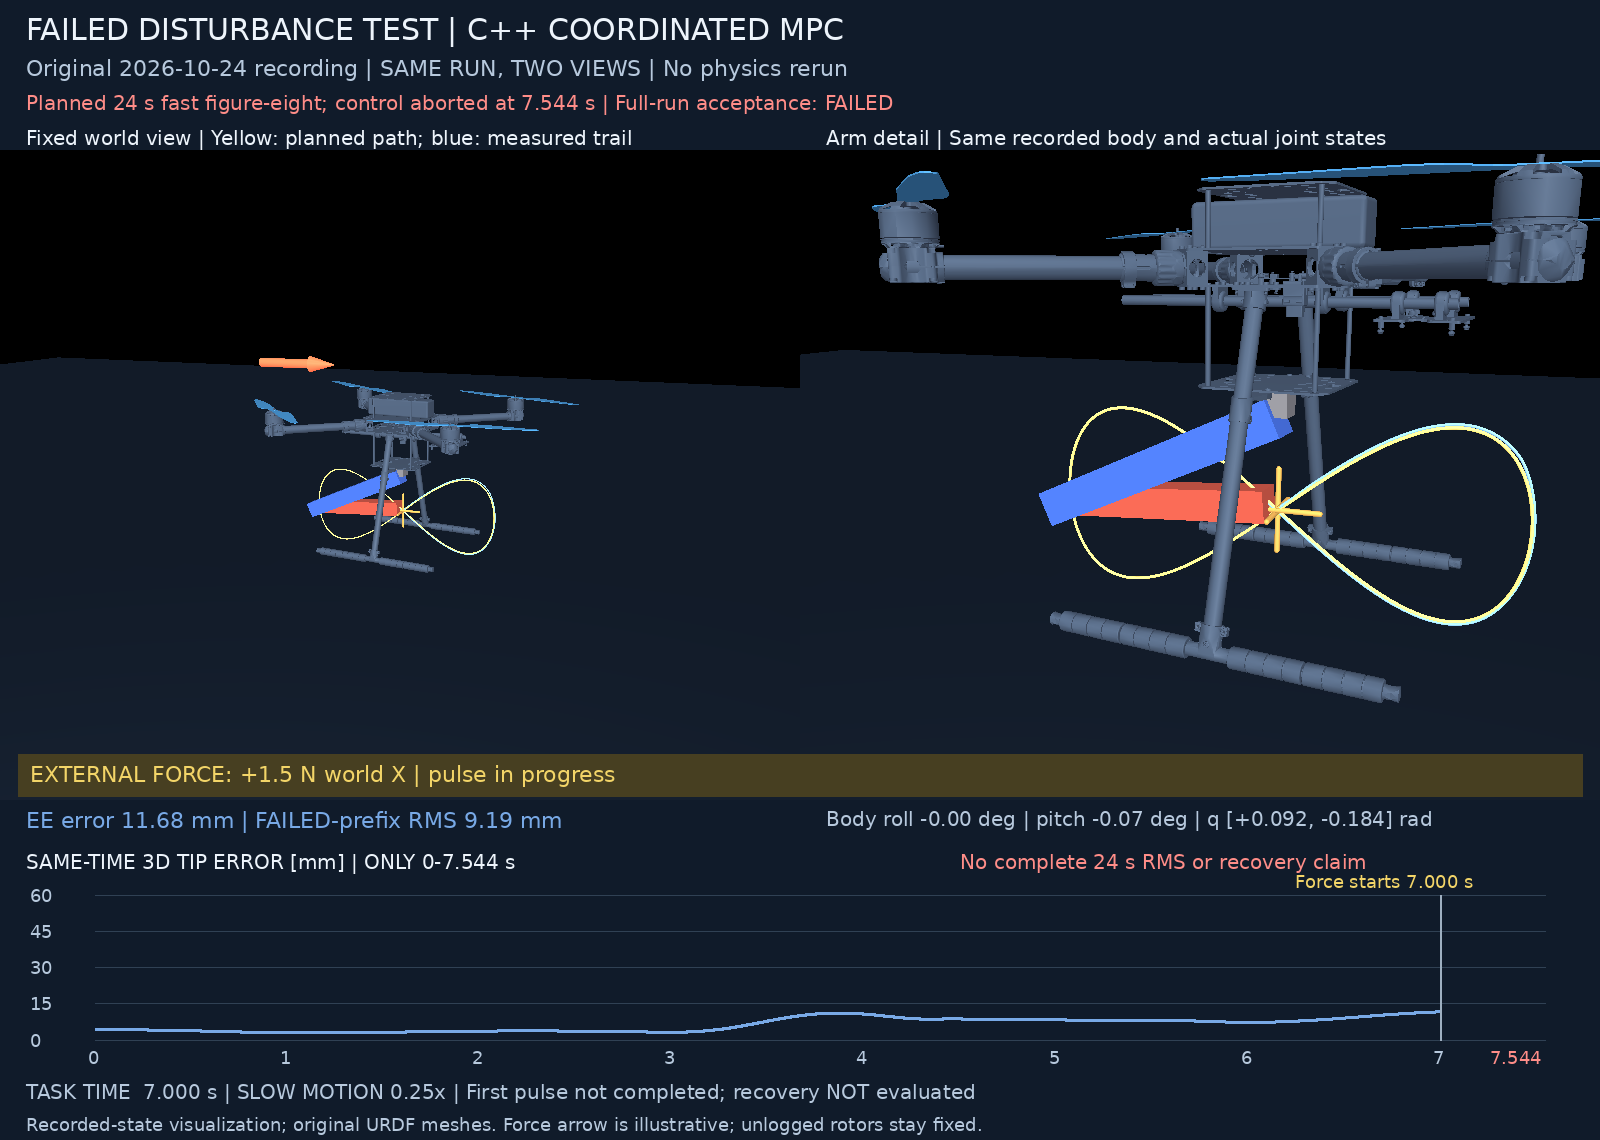 FAILED DISTURBANCE TEST | C++ COORDINATED MPC
Original 2026-10-24 recording | SAME RUN, TWO VIEWS | No physics rerun
Planned 24 s fast figure-eight; control aborted at 7.544 s | Full-run acceptance: FAILED
Fixed world view | Yellow: planned path; blue: measured trail
Arm detail | Same recorded body and actual joint states
EXTERNAL FORCE: +1.5 N world X | pulse in progress
EE error 11.68 mm | FAILED-prefix RMS 9.19 mm
Body roll -0.00 deg | pitch -0.07 deg | q [+0.092, -0.184] rad
SAME-TIME 3D TIP ERROR [mm] | ONLY 0-7.544 s
No complete 24 s RMS or recovery claim
Force starts 7.000 s
60
45
30
15
0
0 1 2 3 4 5 6 7 7.544
TASK TIME  7.000 s | SLOW MOTION 0.25x | First pulse not completed; recovery NOT evaluated
Recorded-state visualization; original URDF meshes. Force arrow is illustrative; unlogged rotors stay fixed.